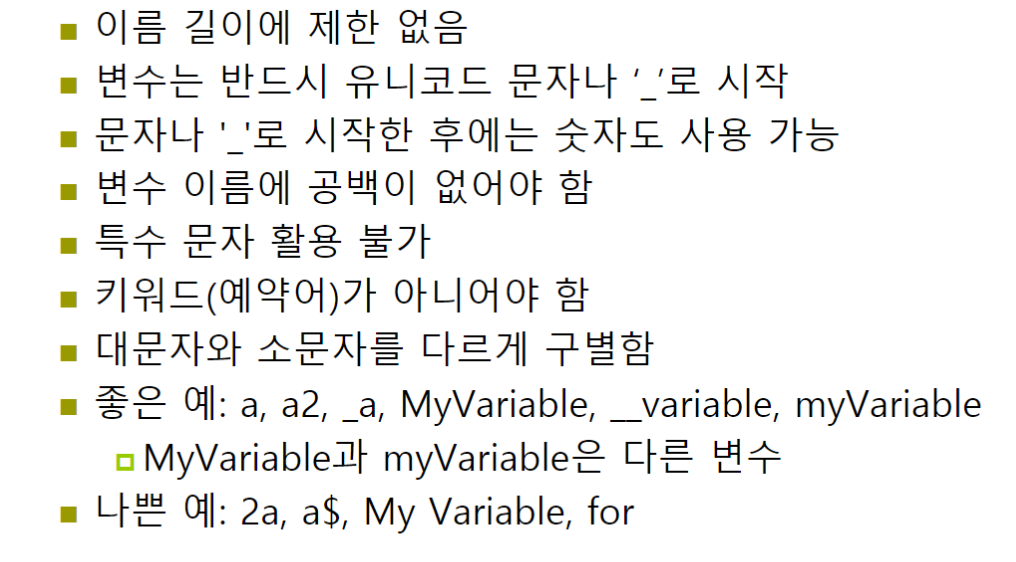 이름 길이에 제한 없음
변수는 반드시 유니코드 문자나 ‘_’로 시작
문자나 '_'로 시작한 후에는 숫자도 사용 가능
변수 이름에 공백이 없어야 함
특수 문자 활용 불가
키워드(예약어)가 아니어야 함
대문자와 소문자를 다르게 구별함
좋은 예: a, a2, _a, MyVariable, __variable, myVariable
MyVariable과 myVariable은 다른 변수
나쁜 예: 2a, a$, My Variable, for